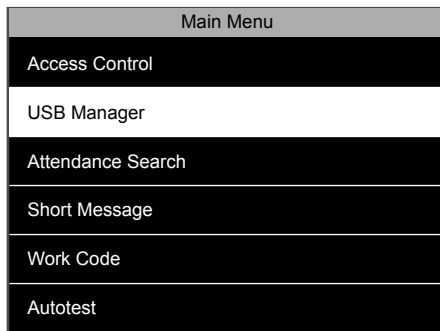 Main Menu
Access Control
USB Manager
Attendance Search
Short Message
Work Code
Autotest